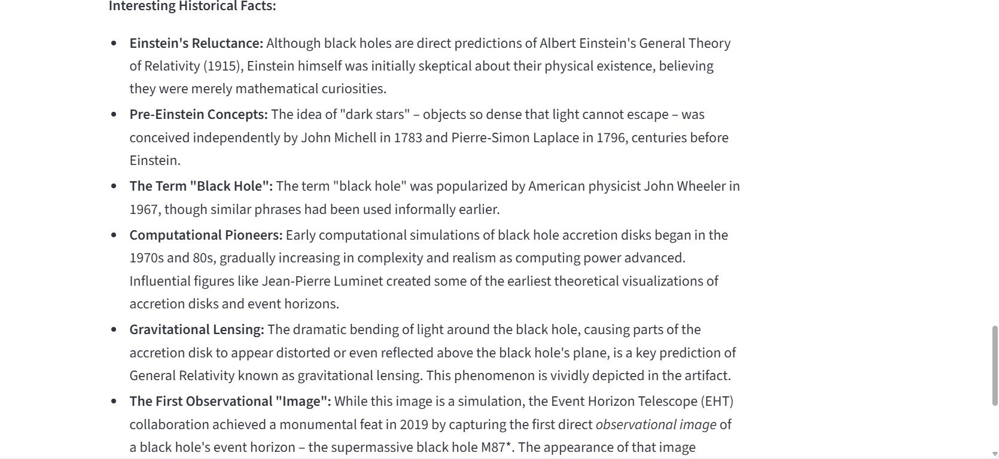 Interesting Historical Facts:
• Einstein's Reluctance: Although black holes are direct predictions of Albert Einstein's General Theory
of Relativity (1915), Einstein himself was initially skeptical about their physical existence, believing
they were merely mathematical curiosities.
• Pre-Einstein Concepts: The idea of "dark stars" – objects so dense that light cannot escape – was
conceived independently by John Michell in 1783 and Pierre-Simon Laplace in 1796, centuries before
Einstein.
• The Term "Black Hole": The term "black hole" was popularized by American physicist John Wheeler in
1967, though similar phrases had been used informally earlier.
• Computational Pioneers: Early computational simulations of black hole accretion disks began in the
1970s and 80s, gradually increasing in complexity and realism as computing power advanced.
Influential figures like Jean-Pierre Luminet created some of the earliest theoretical visualizations of
accretion disks and event horizons.
• Gravitational Lensing: The dramatic bending of light around the black hole, causing parts of the
accretion disk to appear distorted or even reflected above the black hole's plane, is a key prediction of
General Relativity known as gravitational lensing. This phenomenon is vividly depicted in the artifact.
• The First Observational "Image": While this image is a simulation, the Event Horizon Telescope (EHT)
collaboration achieved a monumental feat in 2019 by capturing the first direct observational image of
a black hole's event horizon – the supermassive black hole M87*. The appearance of that image